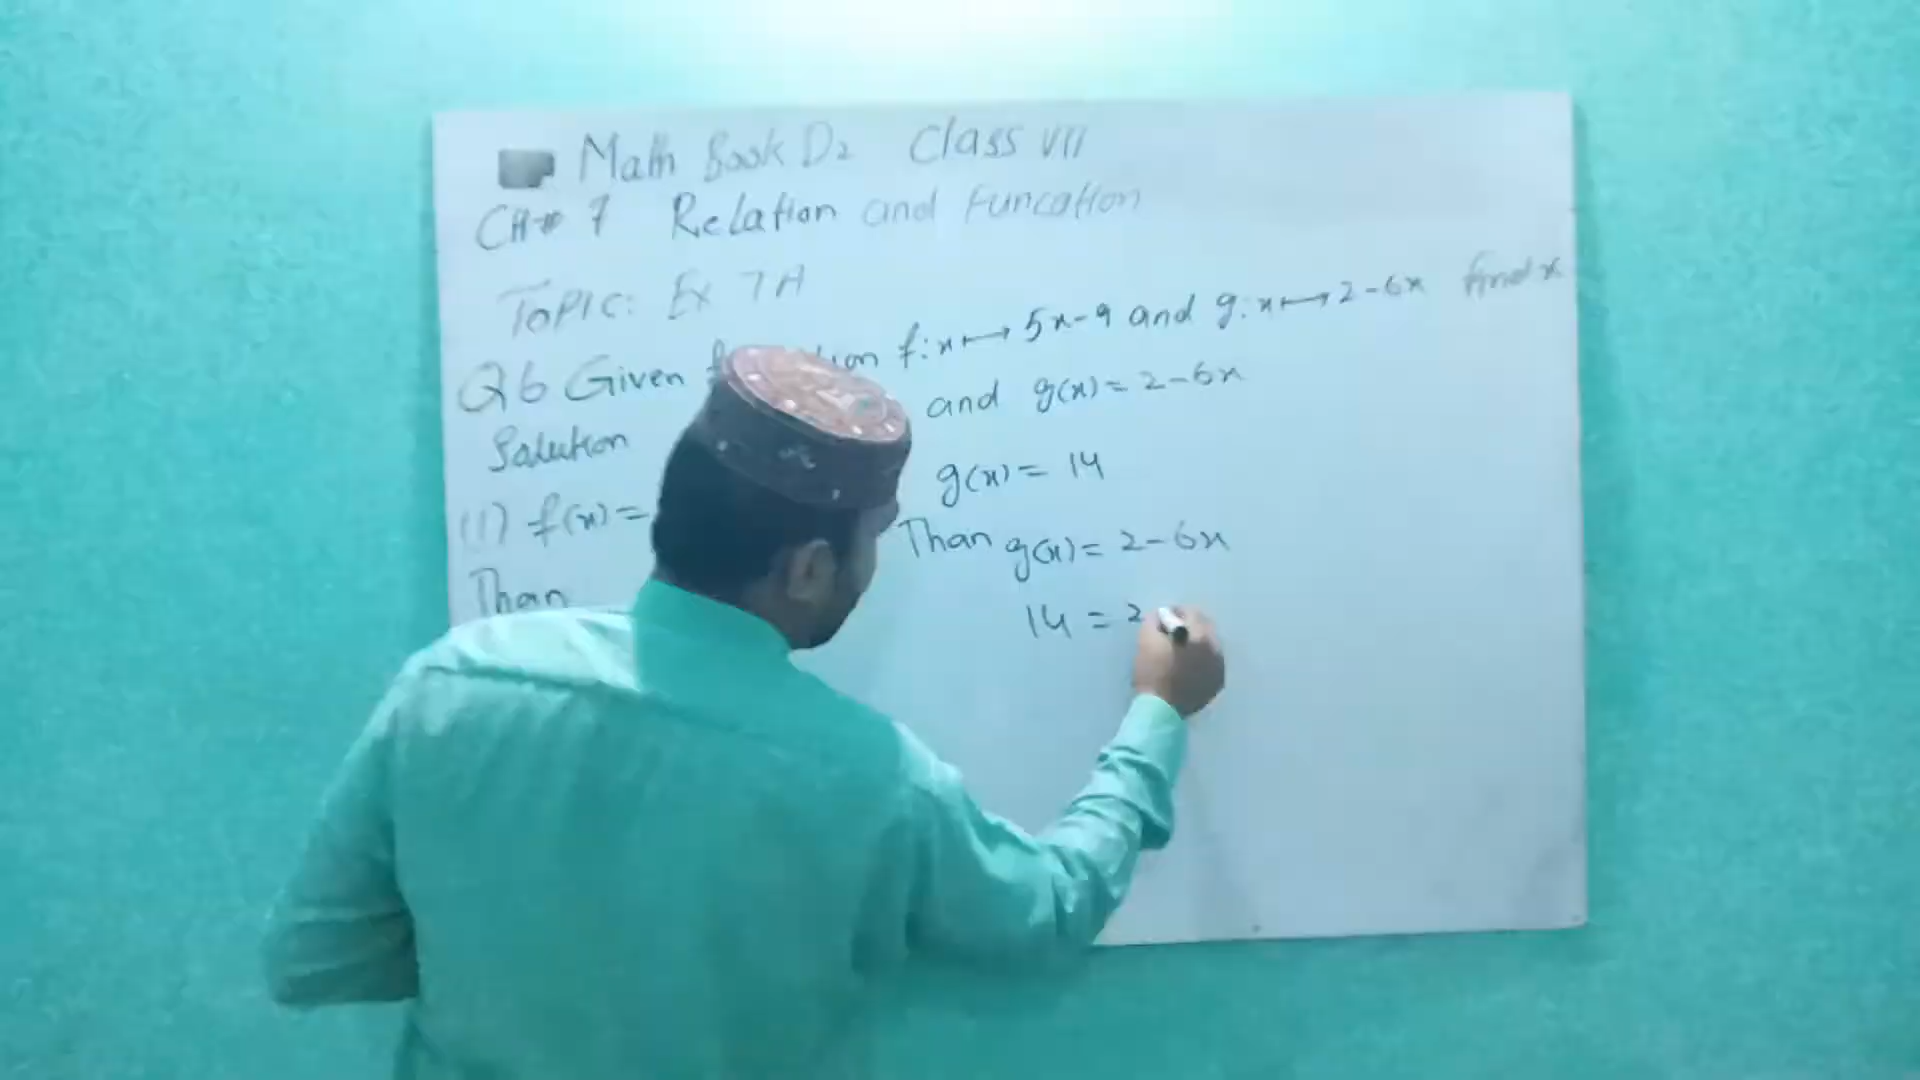 Math Book D2 Class VII
CH# 7 Relation and Funcation
Topic: Ex 7A
Q6 Given f:x ⟼ 5x-9 and g:x ⟼ 2-6x find x
Solution and g(x) = 2-6x
(1) f(x) = g(x) = 14
Than Than g(x) = 2-6x
14 = 2